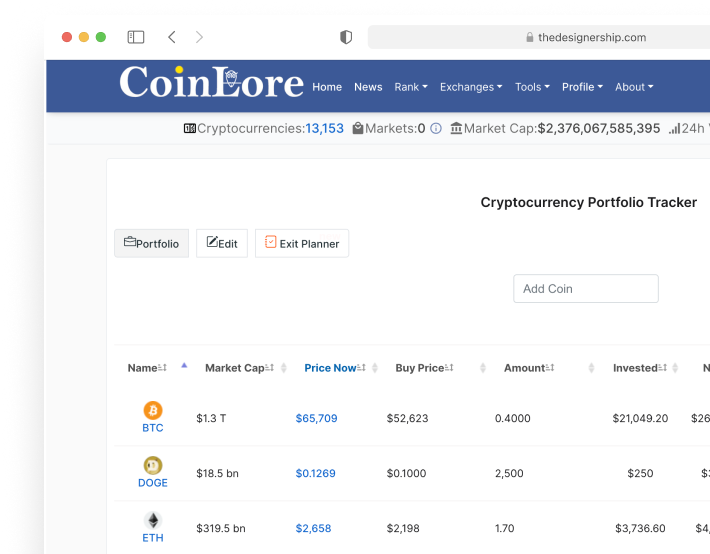 thedesignership.com
CoinLore Home News Rank Exchanges Tools Profile About
Cryptocurrencies:13,153 Markets:0 Market Cap:$2,376,067,585,395 24h
Cryptocurrency Portfolio Tracker
Portfolio Edit Exit Planner
Add Coin
Name Market Cap Price Now Buy Price Amount Invested N
BTC $1.3 T $65,709 $52,623 0.4000 $21,049.20 $26
DOGE $18.5 bn $0.1269 $0.1000 2,500 $250
ETH $319.5 bn $2,658 $2,198 1.70 $3,736.60 $4,